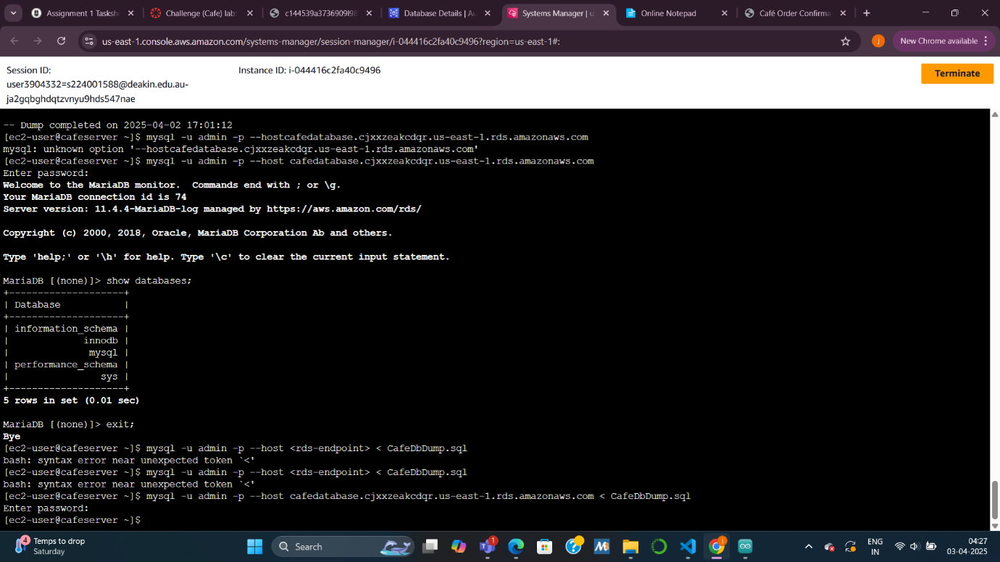 Assignment 1 Tasksh
Challenge (Cafe) lab:
c144539a3736909l98
Database Details | Au
Systems Manager | us
Online Notepad
Café Order Confirma
us-east-1.console.aws.amazon.com/systems-manager/session-manager/i-044416c2fa40c9496?region=us-east-1#:
j
New Chrome available
Session ID:
user3904332=s224001588@deakin.edu.au-
ja2gqbghdqtzvnyu9hds547nae
Instance ID: i-044416c2fa40c9496
Terminate
-- Dump completed on 2025-04-02 17:01:12
[ec2-user@cafeserver ~]$ mysql -u admin -p --hostcafedatabase.cjxxzeakcdqr.us-east-1.rds.amazonaws.com
mysql: unknown option '--hostcafedatabase.cjxxzeakcdqr.us-east-1.rds.amazonaws.com'
[ec2-user@cafeserver ~]$ mysql -u admin -p --host cafedatabase.cjxxzeakcdqr.us-east-1.rds.amazonaws.com
Enter password:
Welcome to the MariaDB monitor.  Commands end with ; or \g.
Your MariaDB connection id is 74
Server version: 11.4.4-MariaDB-log managed by https://aws.amazon.com/rds/
Copyright (c) 2000, 2018, Oracle, MariaDB Corporation Ab and others.
Type 'help;' or '\h' for help. Type '\c' to clear the current input statement.
MariaDB [(none)]> show databases;
+--------------------+
| Database           |
+--------------------+
| information_schema |
|             innodb |
|              mysql |
| performance_schema |
|                sys |
+--------------------+
5 rows in set (0.01 sec)
MariaDB [(none)]> exit;
Bye
[ec2-user@cafeserver ~]$ mysql -u admin -p --host <rds-endpoint> < CafeDbDump.sql
bash: syntax error near unexpected token `<'
[ec2-user@cafeserver ~]$ mysql -u admin -p --host <rds-endpoint> < CafeDbDump.sql
bash: syntax error near unexpected token `<'
[ec2-user@cafeserver ~]$ mysql -u admin -p --host cafedatabase.cjxxzeakcdqr.us-east-1.rds.amazonaws.com < CafeDbDump.sql
Enter password:
[ec2-user@cafeserver ~]$
4
Temps to drop
Saturday
Search
1
j
ENG
IN
04:27
03-04-2025